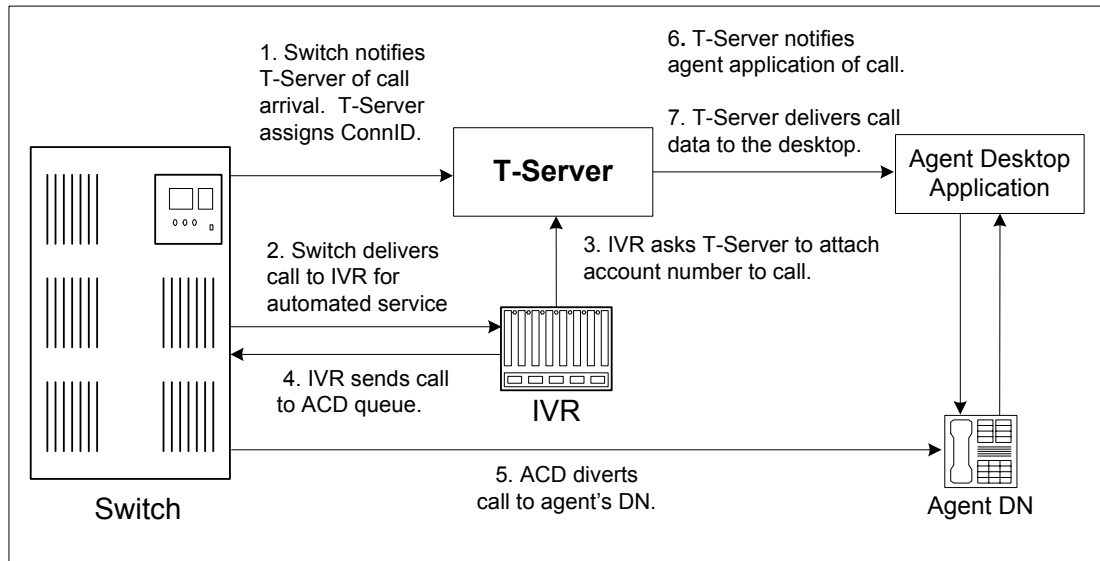 1. Switch notifies
T-Server of call
arrival.  T-Server
assigns ConnID.
6. T-Server notifies
agent application of call.
7. T-Server delivers call
data to the desktop.
T-Server
Agent Desktop
Application
2. Switch delivers
call to IVR for
automated service
3. IVR asks T-Server to attach
account number to call.
4. IVR sends call
to ACD queue.
IVR
5. ACD diverts
call to agent's DN.
Switch
Agent DN